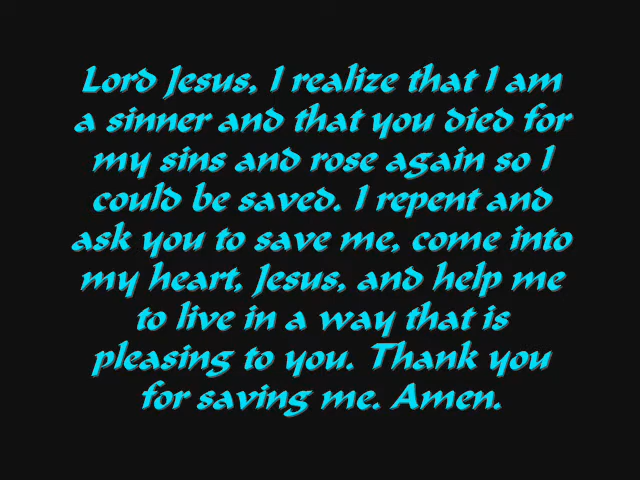 Lord Jesus, I realize that I am
a sinner and that you died for
my sins and rose again so I
could be saved. I repent and
ask you to save me, come into
my heart, Jesus, and help me
to live in a way that is
pleasing to you. Thank you
for saving me. Amen.